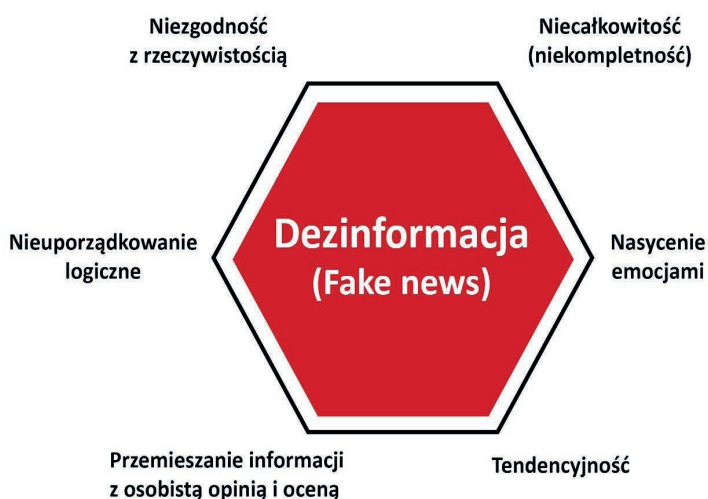 Niezgodność
z rzeczywistością
Niecałkowitość
(niekompletność)
Nieuporządkowanie
logiczne
Dezinformacja
(Fake news)
Nasycenie
emocjami
Przemieszanie informacji
z osobistą opinią i oceną
Tendencyjność